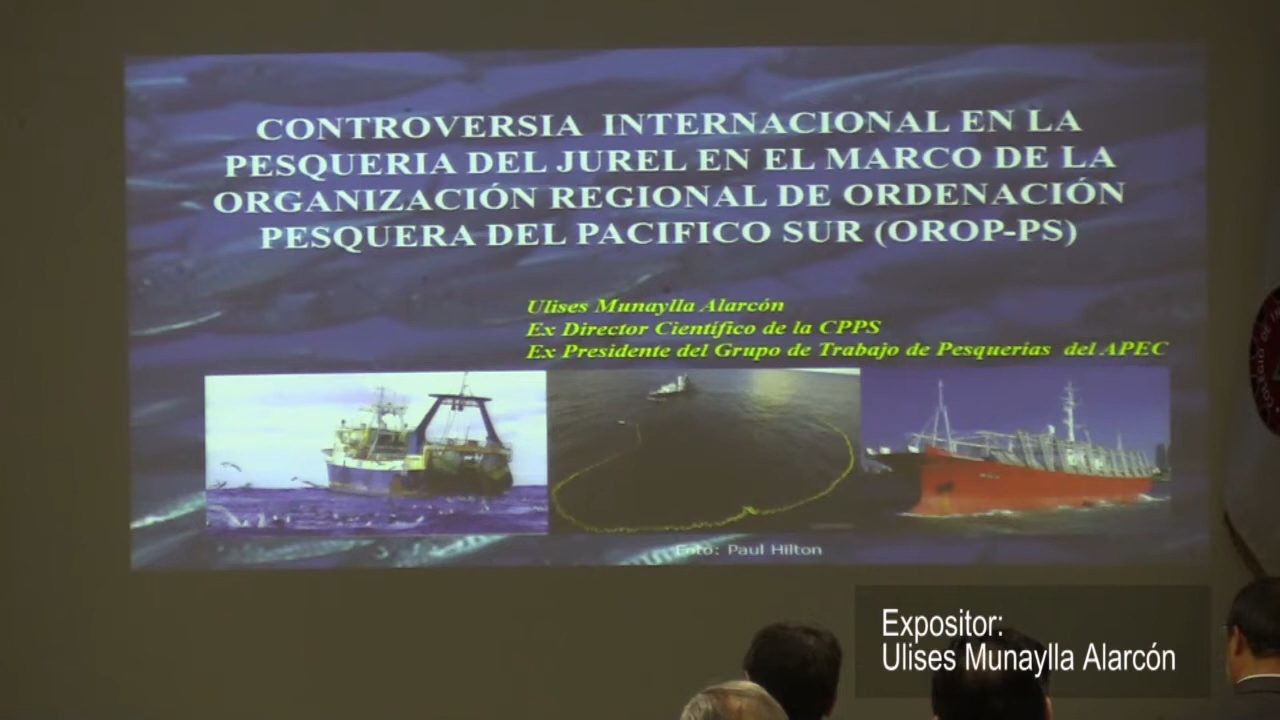 CONTROVERSIA INTERNACIONAL EN LA
PESQUERIA DEL JUREL EN EL MARCO DE LA
ORGANIZACIÓN REGIONAL DE ORDENACIÓN
PESQUERA DEL PACIFICO SUR (OROP-PS)
Ulises Munaylla Alarcón
Ex Director Científico de la CPPS
Ex Presidente del Grupo de Trabajo de Pesquerías del APEC
Foto: Paul Hilton
Expositor:
Ulises Munaylla Alarcón